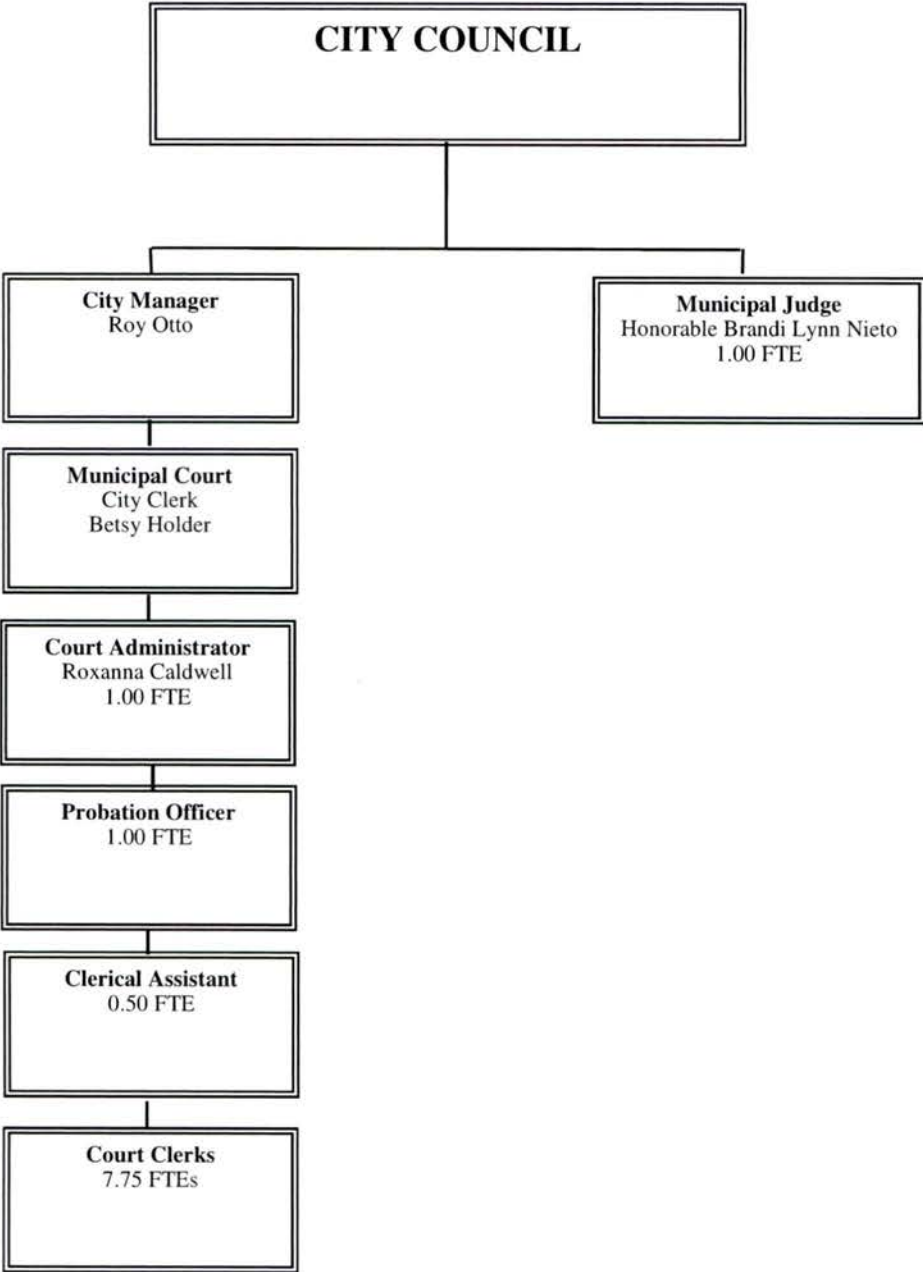 CITY COUNCIL
City Manager
Roy Otto
Municipal Judge
Honorable Brandi Lynn Nieto
1.00 FTE
Municipal Court
City Clerk
Betsy Holder
Court Administrator
Roxanna Caldwell
1.00 FTE
Probation Officer
1.00 FTE
Clerical Assistant
0.50 FTE
Court Clerks
7.75 FTEs